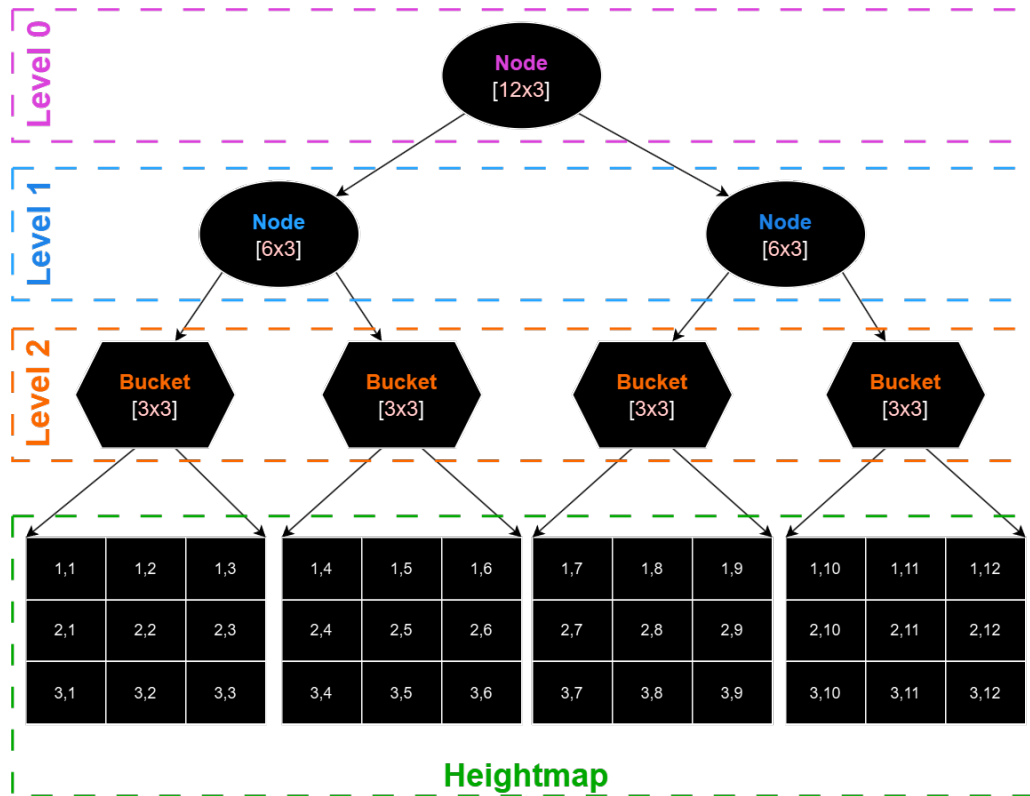 Level 0
Node
[12x3]
Level 1
Node
[6x3]
Node
[6x3]
Level 2
Bucket
[3x3]
Bucket
[3x3]
Bucket
[3x3]
Bucket
[3x3]
1,1 1,2 1,3 1,4 1,5 1,6 1,7 1,8 1,9 1,10 1,11 1,12
2,1 2,2 2,3 2,4 2,5 2,6 2,7 2,8 2,9 2,10 2,11 2,12
3,1 3,2 3,3 3,4 3,5 3,6 3,7 3,8 3,9 3,10 3,11 3,12
Heightmap